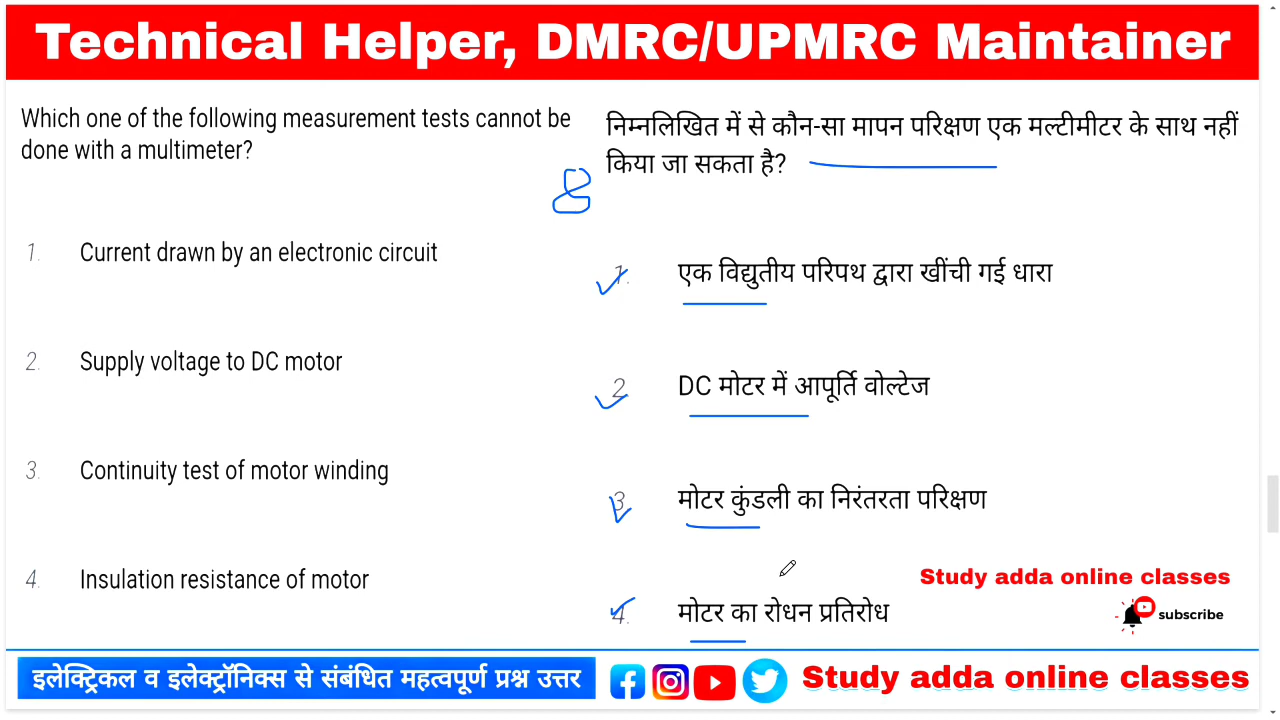 Technical Helper, DMRC/UPMRC Maintainer
Which one of the following measurement tests cannot be
done with a multimeter?
1. Current drawn by an electronic circuit
2. Supply voltage to DC motor
3. Continuity test of motor winding
4. Insulation resistance of motor
निम्नलिखित में से कौन-सा मापन परिक्षण एक मल्टीमीटर के साथ नहीं
किया जा सकता है?
8
1. एक विद्युतीय परिपथ द्वारा खींची गई धारा
2 DC मोटर में आपूर्ति वोल्टेज
3 मोटर कुंडली का निरंतरता परिक्षण
4. मोटर का रोधन प्रतिरोध
Study adda online classes
subscribe
इलेक्ट्रिकल व इलेक्ट्रॉनिक्स से संबंधित महत्वपूर्ण प्रश्न उत्तर
Study adda online classes